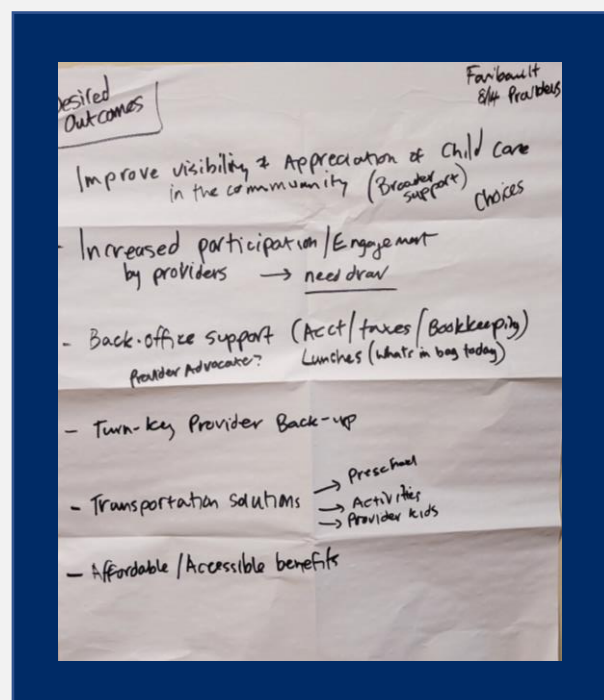 Desired
Outcomes
Faribault
8/14 Providers
Improve visibility & Appreciation of Child Care
in the community (Broader support)
Choices
- Increased participation/Engagement
by providers → need draw
- Back-office support (Acct/taxes/Bookkeeping)
Provider Advocate?
Lunches (what's in bag today)
- Turn-key Provider Back-up
- Transportation solutions → Preschool
→ Activities
→ Provider kids
- Affordable/Accessible benefits